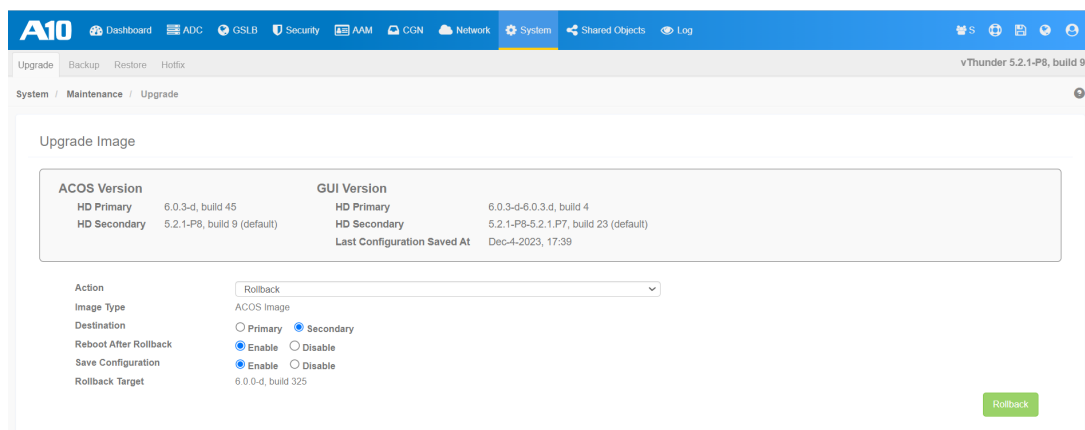 A10 Dashboard ADC GSLB Security AAM CGN Network System Shared Objects Log S
Upgrade Backup Restore Hotfix vThunder 5.2.1-P8, build 9
System / Maintenance / Upgrade
Upgrade Image
ACOS Version GUI Version
HD Primary 6.0.3-d, build 45 HD Primary 6.0.3-d-6.0.3.d, build 4
HD Secondary 5.2.1-P8, build 9 (default) HD Secondary 5.2.1-P8-5.2.1.P7, build 23 (default)
Last Configuration Saved At Dec-4-2023, 17:39
Action Rollback
Image Type ACOS Image
Destination Primary Secondary
Reboot After Rollback Enable Disable
Save Configuration Enable Disable
Rollback Target 6.0.0-d, build 325
Rollback